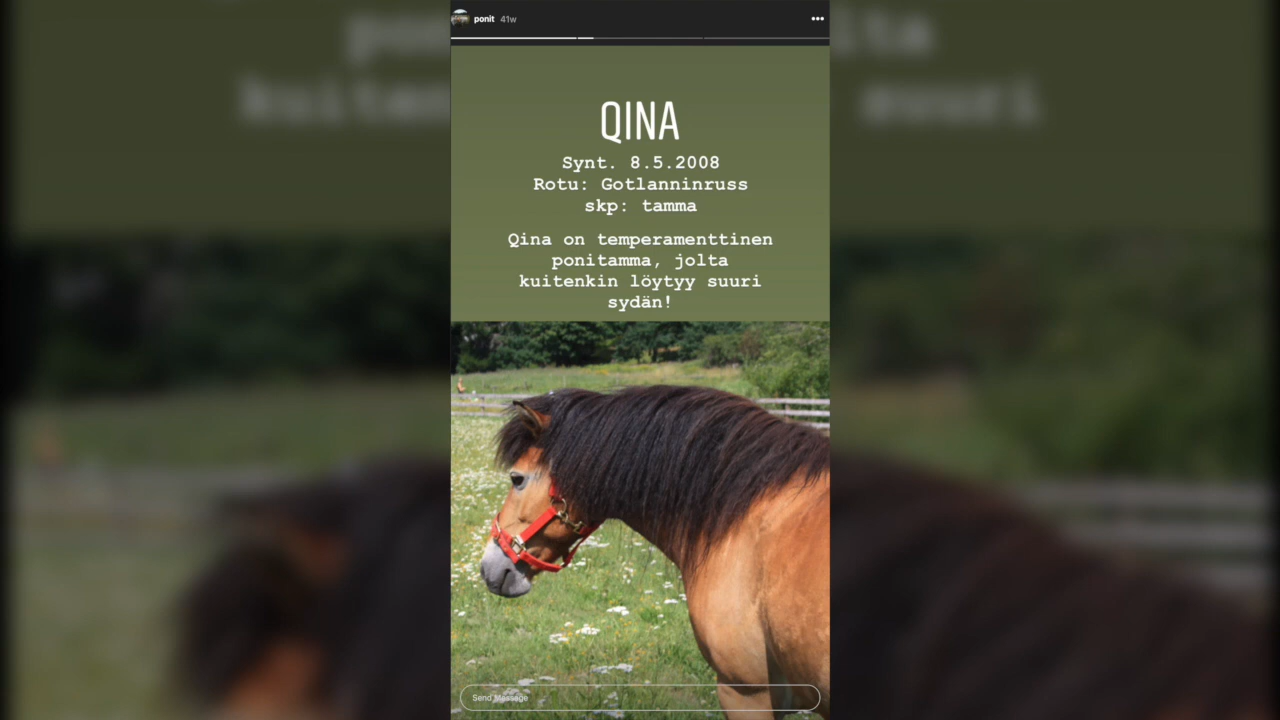 ponit 41w
QINA
Synt. 8.5.2008
Rotu: Gotlanninruss
skp: tamma
Qina on temperamenttinen
ponitamma, jolta
kuitenkin löytyy suuri
sydän!
Send Message